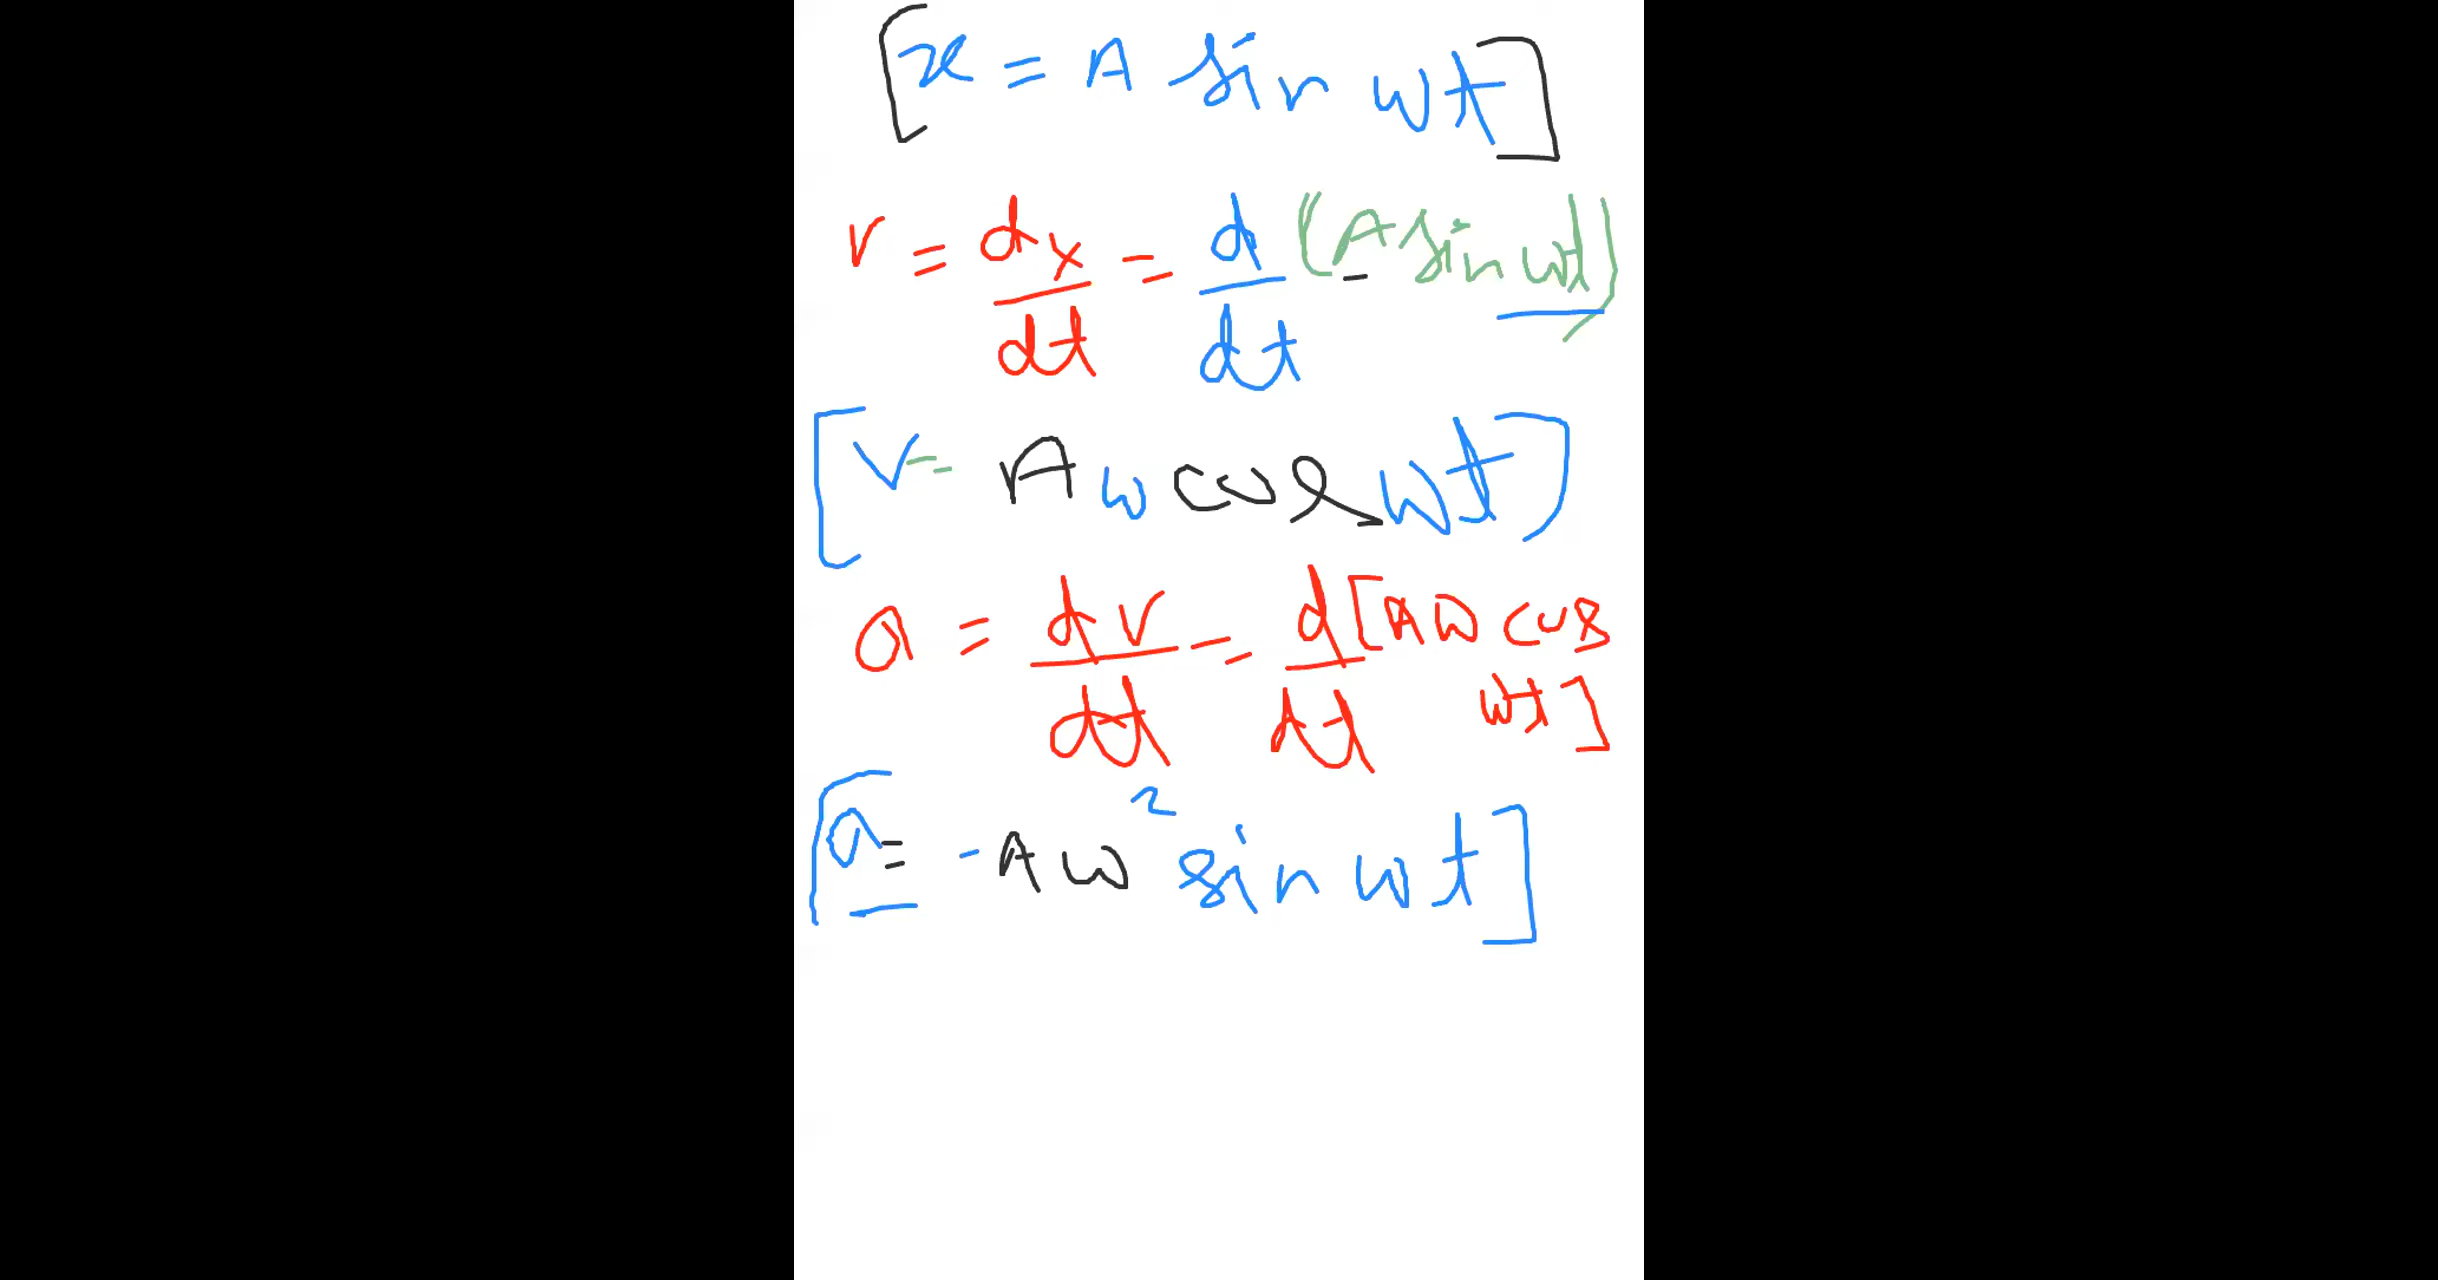 [x = A sin wt]
v = dx/dt = d/dt (A sin wt)
[v = Aw cos wt]
a = dv/dt = d/dt [Aw cos
wt]
[a = -Aw² sin wt]